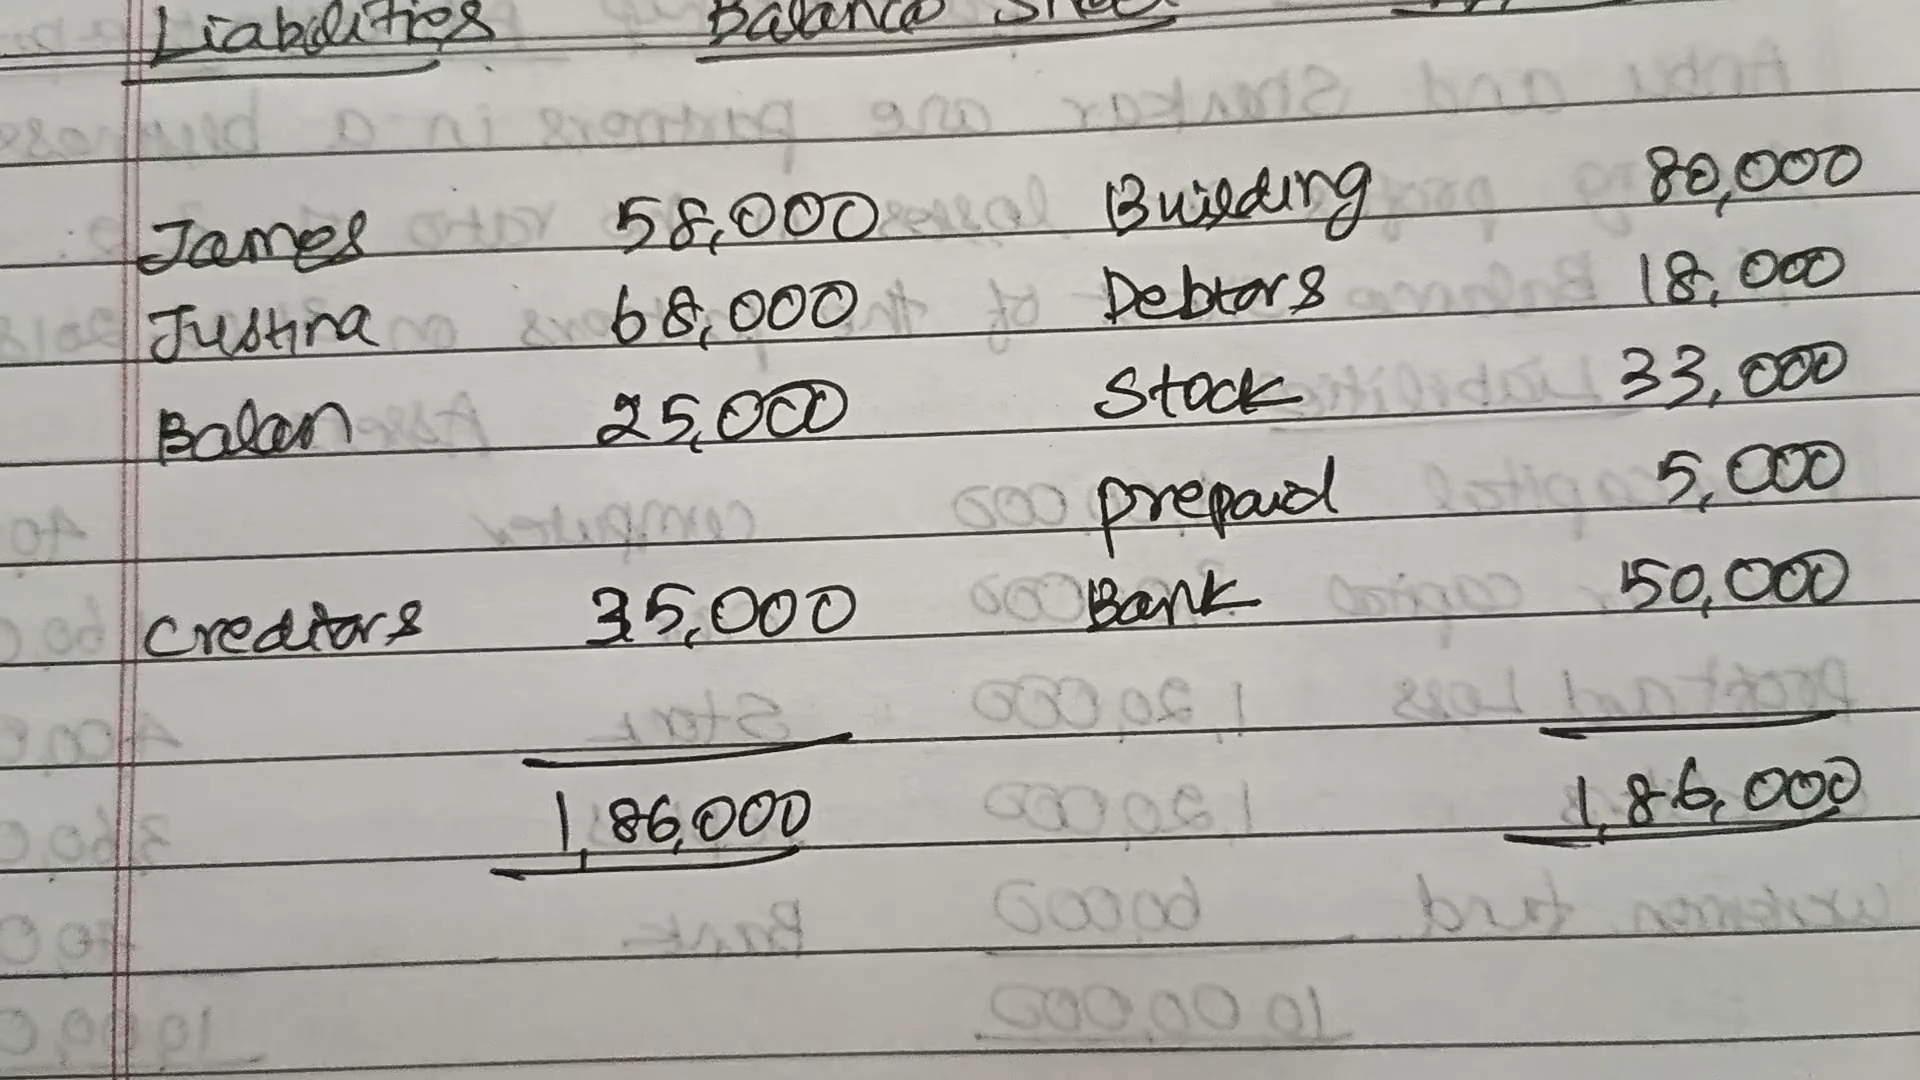 Liabilities Balance Sheet
James 58,000 Building 80,000
Justina 68,000 Debtors 18,000
Balan 25,000 Stock 33,000
prepaid 5,000
Creditors 35,000 Bank 50,000
1,86,000 1,86,000